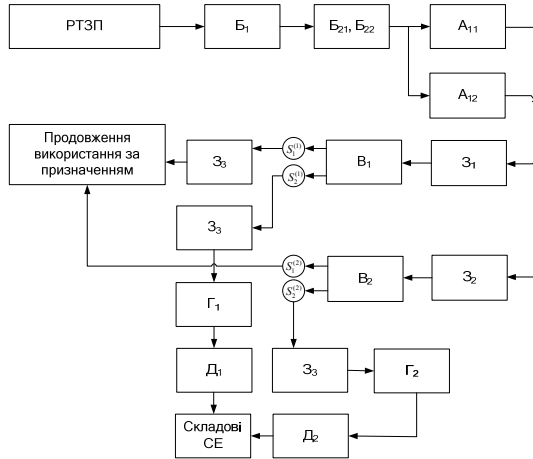 РТЗП
Б₁
Б₂₁, Б₂₂
А₁₁
А₁₂
Продовження
використання за
призначенням
З₃
S₁⁽¹⁾
S₂⁽¹⁾
В₁
З₁
З₃
S₁⁽²⁾
S₂⁽²⁾
В₂
З₂
Г₁
Д₁
З₃
Г₂
Складові
СЕ
Д₂